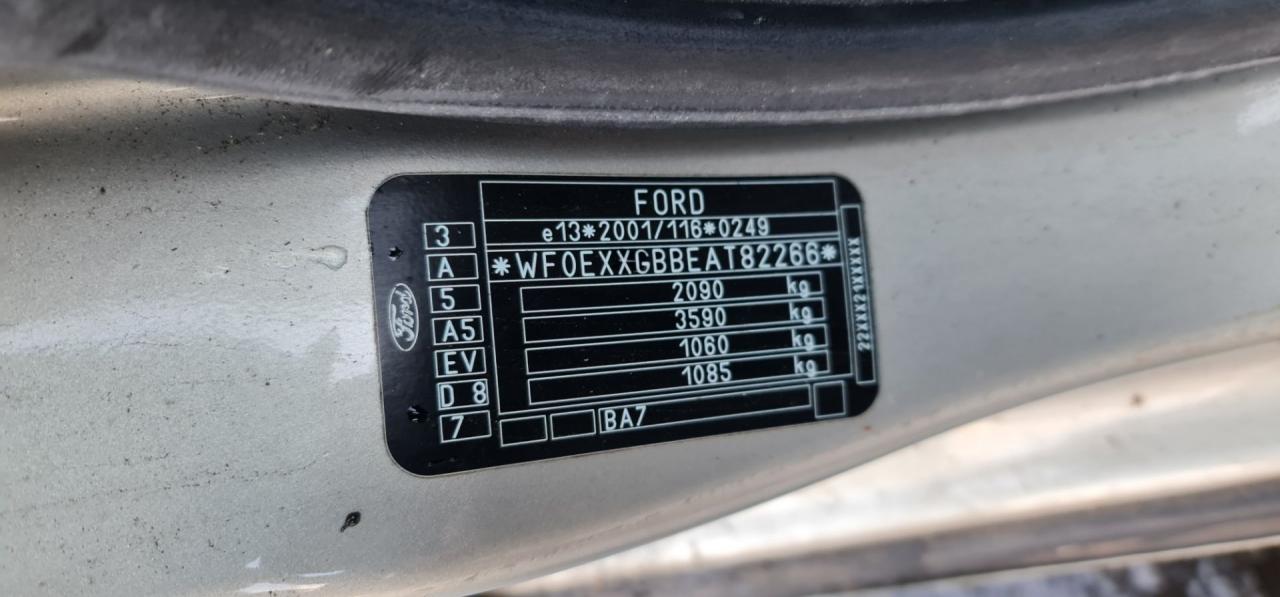 FORD
e13*2001/116*0249
*WF0EXXGBBEAT82266*
2090 kg
3590 kg
1060 kg
1085 kg
BA7
3
A
5
A5
EV
D 8
7
Ford
22XXX21XXXXX